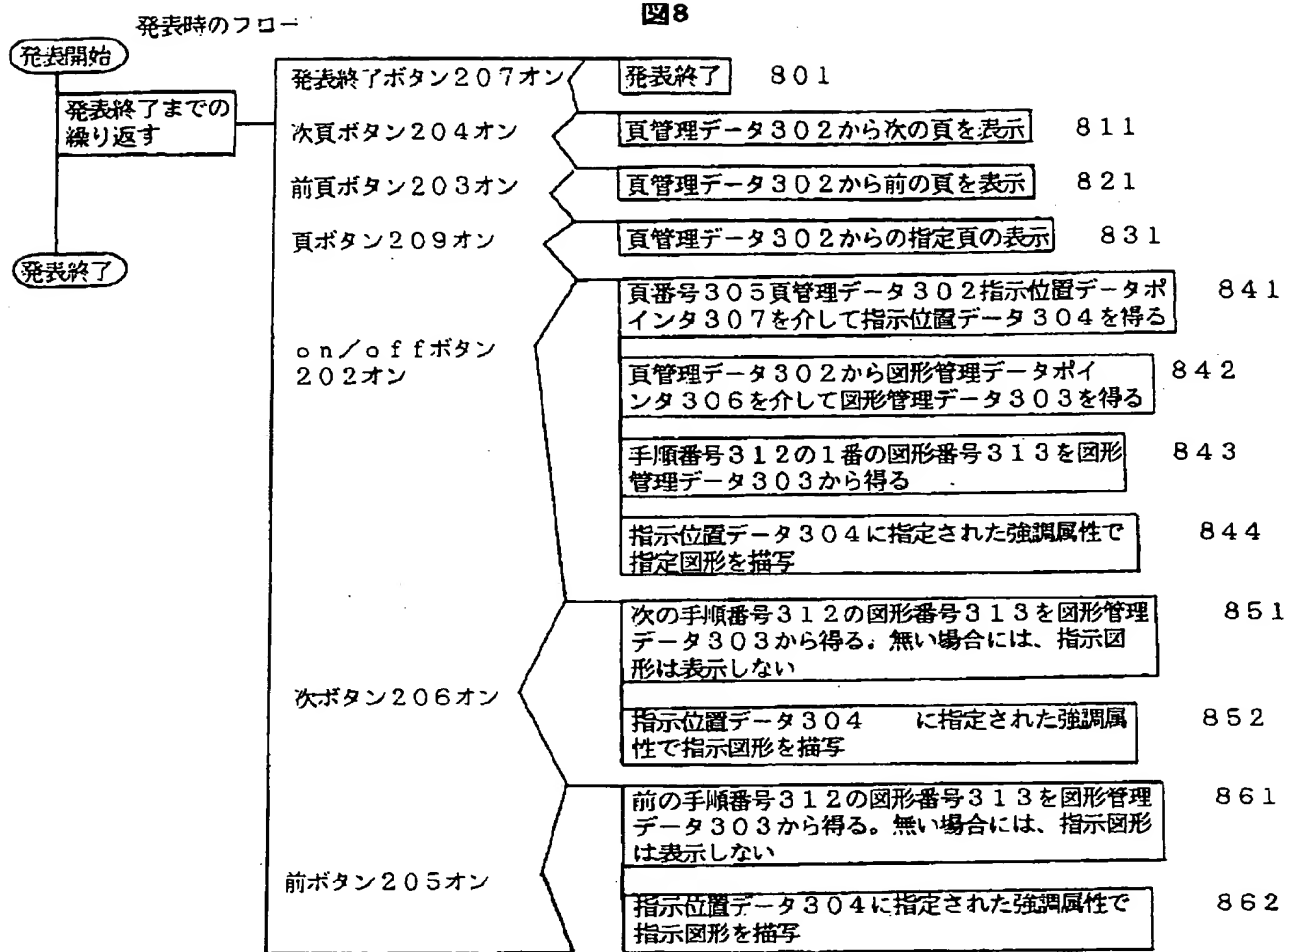 図8
発表時のフロー
発表開始
発表終了までの
繰り返す
発表終了
発表終了ボタン207オン
発表終了
801
次頁ボタン204オン
頁管理データ302から次の頁を表示
811
前頁ボタン203オン
頁管理データ302から前の頁を表示
821
頁ボタン209オン
頁管理データ302からの指定頁の表示
831
on/offボタン
202オン
頁番号305頁管理データ302指示位置データポ
インタ307を介して指示位置データ304を得る
841
頁管理データ302から図形管理データポイ
ンタ306を介して図形管理データ303を得る
842
手順番号312の1番の図形番号313を図形
管理データ303から得る
843
指示位置データ304に指定された強調属性で
指定図形を描写
844
次ボタン206オン
次の手順番号312の図形番号313を図形管理
データ303から得る。無い場合には、指示図
形は表示しない
851
指示位置データ304 に指定された強調属
性で指示図形を描写
852
前ボタン205オン
前の手順番号312の図形番号313を図形管理
データ303から得る。無い場合には、指示図形
は表示しない
861
指示位置データ304に指定された強調属性で
指示図形を描写
862